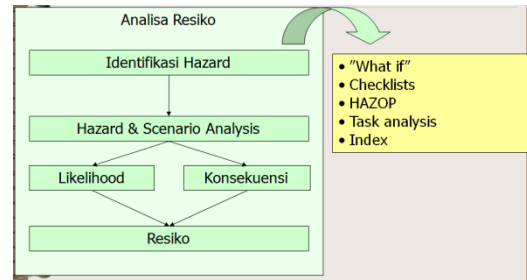 Analisa Resiko
Identifikasi Hazard
Hazard & Scenario Analysis
Likelihood
Konsekuensi
Resiko
• "What if"
• Checklists
• HAZOP
• Task analysis
• Index